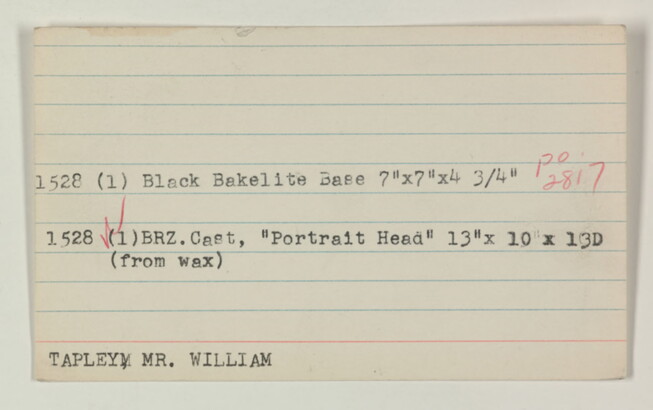 1528 (1) Black Bakelite Base 7"x7"x4 3/4" po 2817
1528 (1)BRZ.Cast, "Portrait Head" 13"x 10"x 13D
(from wax)
TAPLEY, MR. WILLIAM